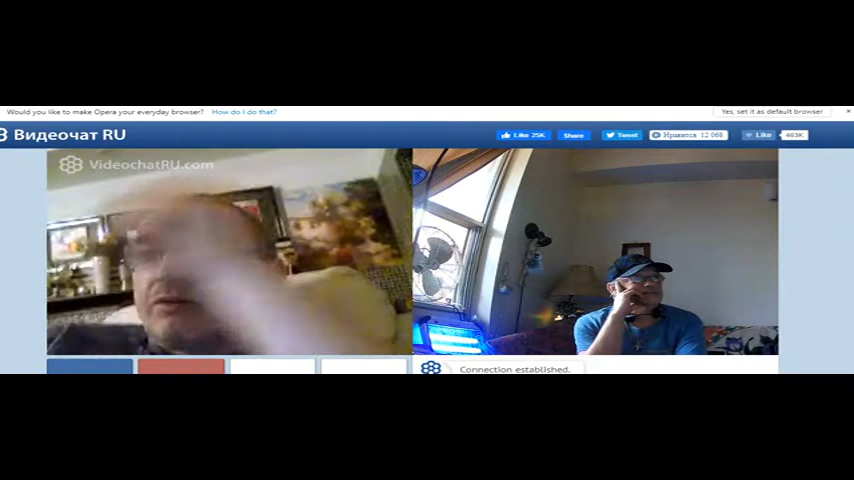 Would you like to make Opera your everyday browser? How do I do that? Yes, set it as default browser
Видеочат RU
Like 25K Share Tweet Нравится 12 068 Like 463K
VideochatRU.com
Connection established.